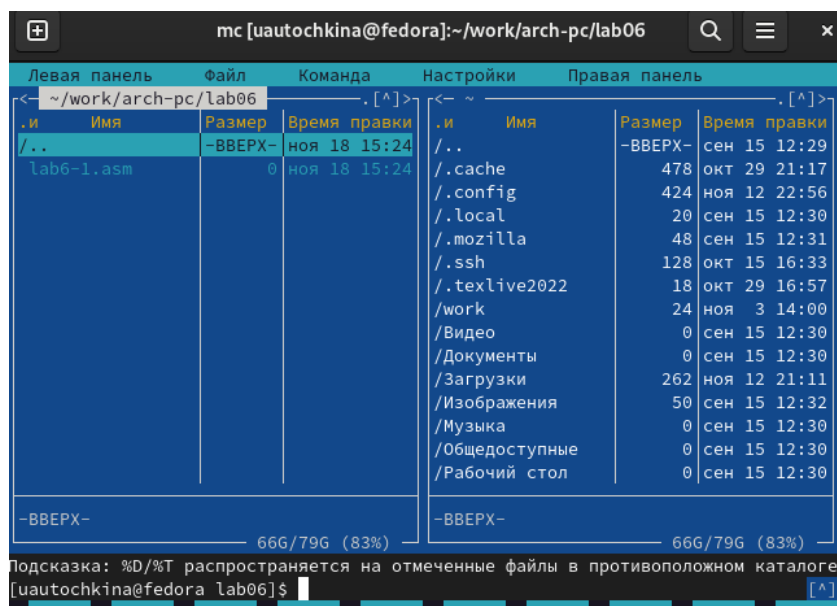 mc [uautochkina@fedora]:~/work/arch-pc/lab06
Левая панель Файл Команда Настройки Правая панель
<— ~/work/arch-pc/lab06 .[^]>
.и Имя Размер Время правки
/.. -ВВЕРХ- ноя 18 15:24
lab6-1.asm 0 ноя 18 15:24
-ВВЕРХ-
66G/79G (83%)
<— ~ .[^]>
.и Имя Размер Время правки
/.. -ВВЕРХ- сен 15 12:29
/.cache 478 окт 29 21:17
/.config 424 ноя 12 22:56
/.local 20 сен 15 12:30
/.mozilla 48 сен 15 12:31
/.ssh 128 окт 15 16:33
/.texlive2022 18 окт 29 16:57
/work 24 ноя 3 14:00
/Видео 0 сен 15 12:30
/Документы 0 сен 15 12:30
/Загрузки 262 ноя 12 21:11
/Изображения 50 сен 15 12:32
/Музыка 0 сен 15 12:30
/Общедоступные 0 сен 15 12:30
/Рабочий стол 0 сен 15 12:30
-ВВЕРХ-
66G/79G (83%)
Подсказка: %D/%T распространяется на отмеченные файлы в противоположном каталоге
[uautochkina@fedora lab06]$ [^]